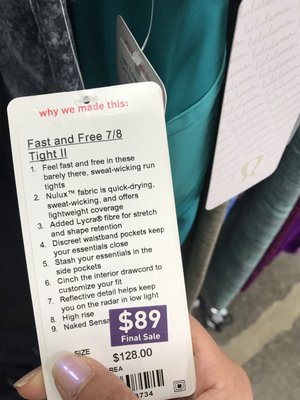 why we made this:
Fast and Free 7/8
Tight II
1. Feel fast and free in these
barely there, sweat-wicking run
tights
2. Nulux™ fabric is quick-drying,
sweat-wicking, and offers
lightweight coverage
3. Added Lycra® fibre for stretch
and shape retention
4. Discreet waistband pockets keep
your essentials close
5. Stash your essentials in the
side pockets
6. Cinch the interior drawcord to
customize your fit
7. Reflective detail helps keep
you on the radar in low light
8. High rise
9. Naked
$89
Final Sale
SIZE
$128.00
3734
lululemon